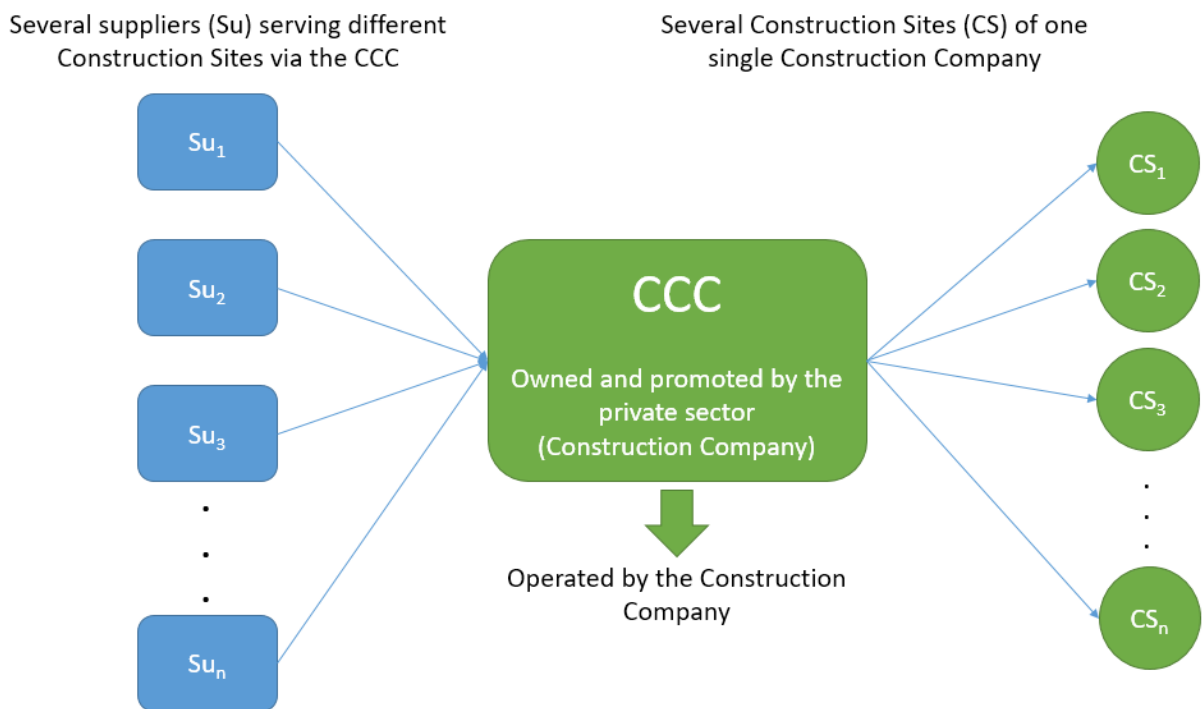 Several suppliers (Su) serving different
Construction Sites via the CCC
Several Construction Sites (CS) of one
single Construction Company
Su₁
Su₂
Su₃
.
.
.
Suₙ
CCC
Owned and promoted by the
private sector
(Construction Company)
Operated by the Construction
Company
CS₁
CS₂
CS₃
.
.
.
CSₙ